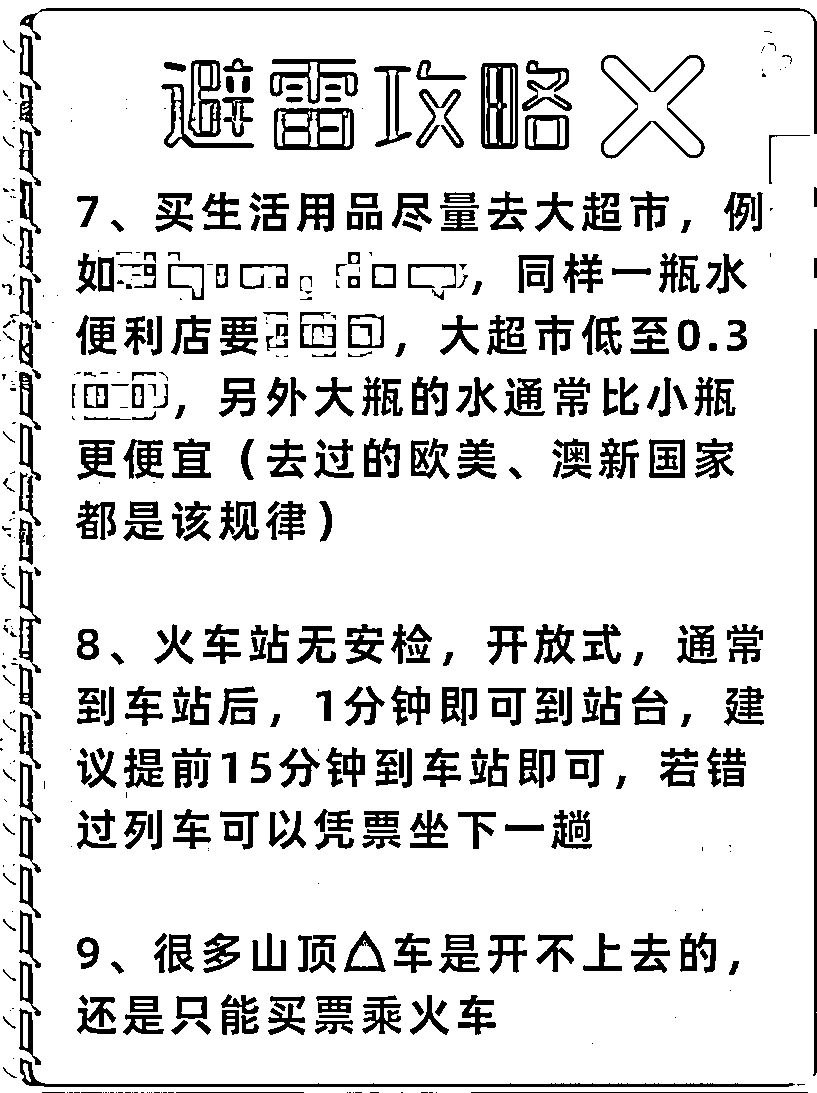 避雷攻略
7、买生活用品尽量去大超市，例
如，同样一瓶水
便利店要，大超市低至0.3
，另外大瓶的水通常比小瓶
更便宜（去过的欧美、澳新国家
都是该规律）
8、火车站无安检，开放式，通常
到车站后，1分钟即可到站台，建
议提前15分钟到车站即可，若错
过列车可以凭票坐下一趟
9、很多山顶△车是开不上去的，
还是只能买票乘火车